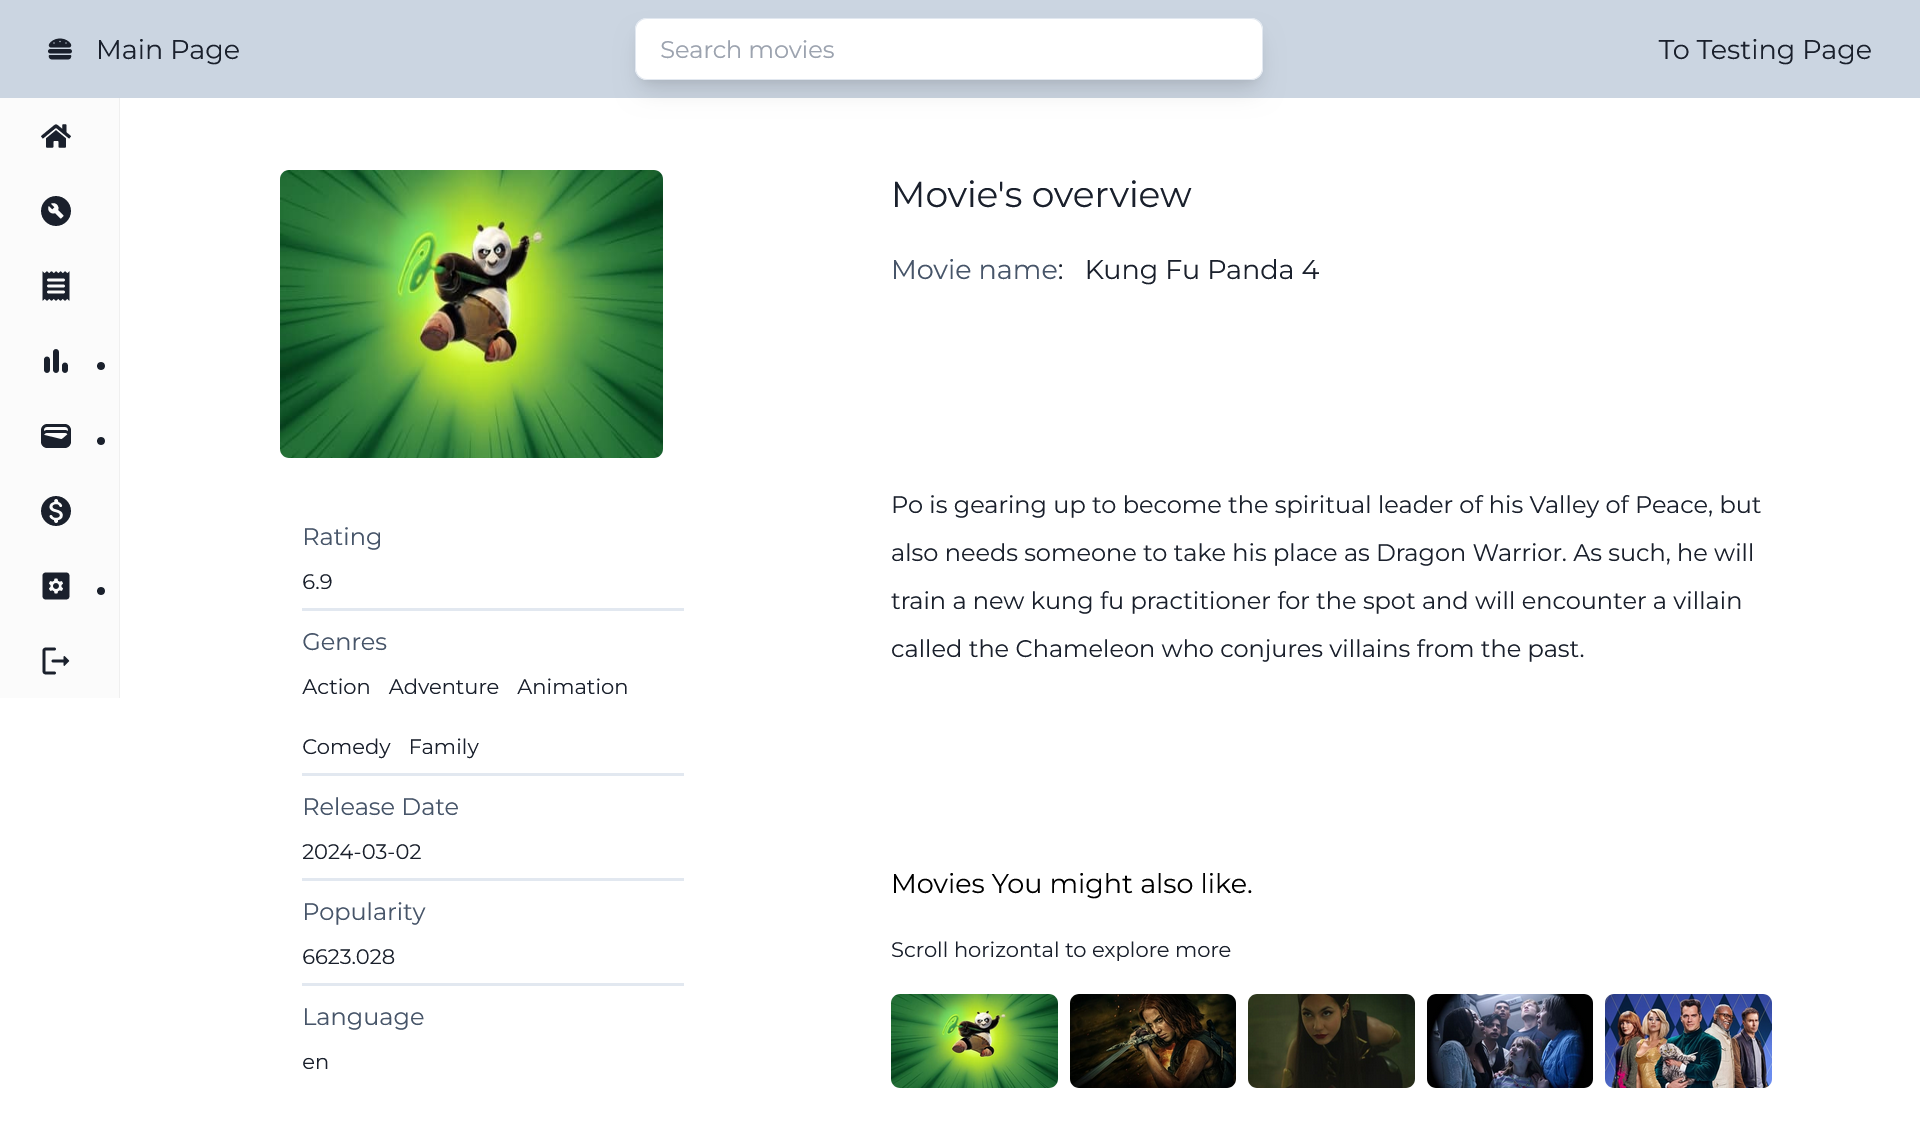 Main Page
Search movies
To Testing Page
Movie's overview
Movie name: Kung Fu Panda 4
Po is gearing up to become the spiritual leader of his Valley of Peace, but
also needs someone to take his place as Dragon Warrior. As such, he will
train a new kung fu practitioner for the spot and will encounter a villain
called the Chameleon who conjures villains from the past.
Rating
6.9
Genres
Action Adventure Animation
Comedy Family
Release Date
2024-03-02
Popularity
6623.028
Language
en
Movies You might also like.
Scroll horizontal to explore more